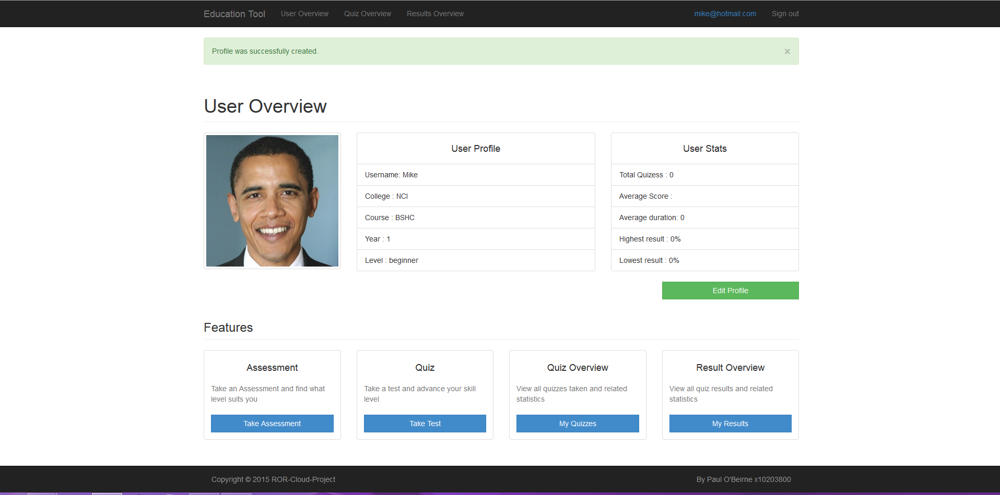 Education Tool User Overview Quiz Overview Results Overview mike@hotmail.com Sign out
Profile was successfully created. ×
User Overview
User Profile
Username: Mike
College : NCI
Course : BSHC
Year : 1
Level : beginner
User Stats
Total Quizess : 0
Average Score :
Average duration: 0
Highest result : 0%
Lowest result : 0%
Edit Profile
Features
Assessment
Take an Assessment and find what
level suits you
Take Assessment
Quiz
Take a test and advance your skill
level
Take Test
Quiz Overview
View all quizzes taken and related
statistics
My Quizzes
Result Overview
View all quiz results and related
statistics
My Results
Copyright © 2015 ROR-Cloud-Project By Paul O'Beirne x10203800